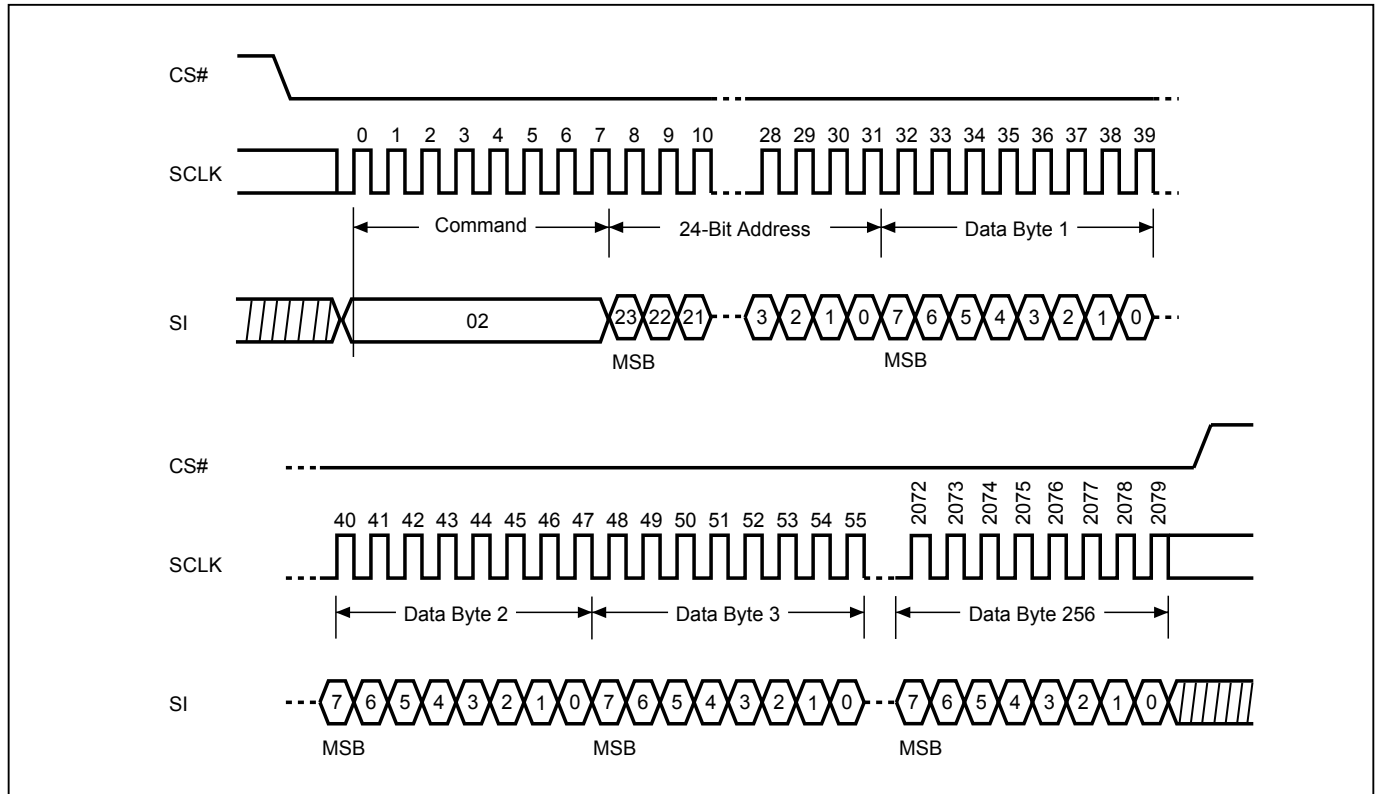 CS#
0 1 2 3 4 5 6 7 8 9 10 28 29 30 31 32 33 34 35 36 37 38 39
SCLK
Command 24-Bit Address Data Byte 1
SI 02 23 22 21 3 2 1 0 7 6 5 4 3 2 1 0
MSB MSB
CS#
2072 2073 2074 2075 2076 2077 2078 2079
40 41 42 43 44 45 46 47 48 49 50 51 52 53 54 55
SCLK
Data Byte 2 Data Byte 3 Data Byte 256
SI 7 6 5 4 3 2 1 0 7 6 5 4 3 2 1 0 7 6 5 4 3 2 1 0
MSB MSB MSB